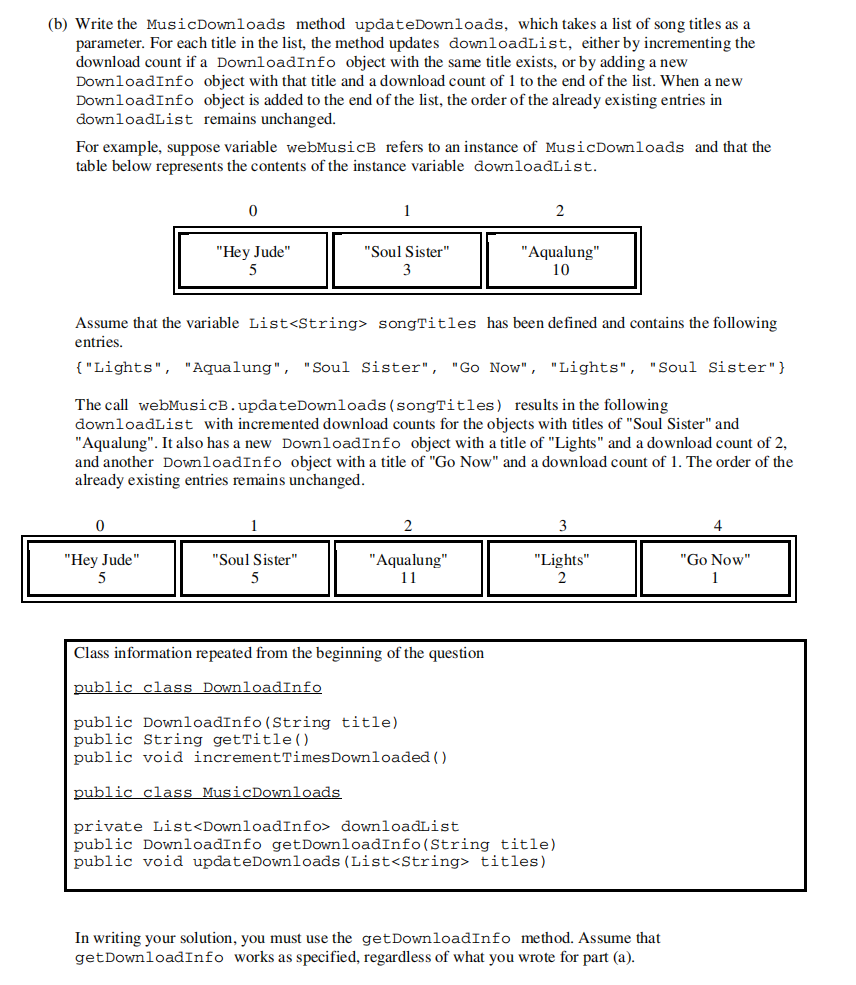 (b) Write the MusicDownloads method updateDownloads, which takes a list of song titles as a
parameter. For each title in the list, the method updates downloadList, either by incrementing the
download count if a DownloadInfo object with the same title exists, or by adding a new
DownloadInfo object with that title and a download count of 1 to the end of the list. When a new
DownloadInfo object is added to the end of the list, the order of the already existing entries in
downloadList remains unchanged.
For example, suppose variable webMusicB refers to an instance of MusicDownloads and that the
table below represents the contents of the instance variable downloadList.
0 1 2
"Hey Jude" "Soul Sister" "Aqualung"
5 3 10
Assume that the variable List<String> songTitles has been defined and contains the following
entries.
{"Lights", "Aqualung", "Soul Sister", "Go Now", "Lights", "Soul Sister"}
The call webMusicB.updateDownloads(songTitles) results in the following
downloadList with incremented download counts for the objects with titles of "Soul Sister" and
"Aqualung". It also has a new DownloadInfo object with a title of "Lights" and a download count of 2,
and another DownloadInfo object with a title of "Go Now" and a download count of 1. The order of the
already existing entries remains unchanged.
0 1 2 3 4
"Hey Jude" "Soul Sister" "Aqualung" "Lights" "Go Now"
5 5 11 2 1
Class information repeated from the beginning of the question
public class DownloadInfo
public DownloadInfo(String title)
public String getTitle()
public void incrementTimesDownloaded()
public class MusicDownloads
private List<DownloadInfo> downloadList
public DownloadInfo getDownloadInfo(String title)
public void updateDownloads(List<String> titles)
In writing your solution, you must use the getDownloadInfo method. Assume that
getDownloadInfo works as specified, regardless of what you wrote for part (a).